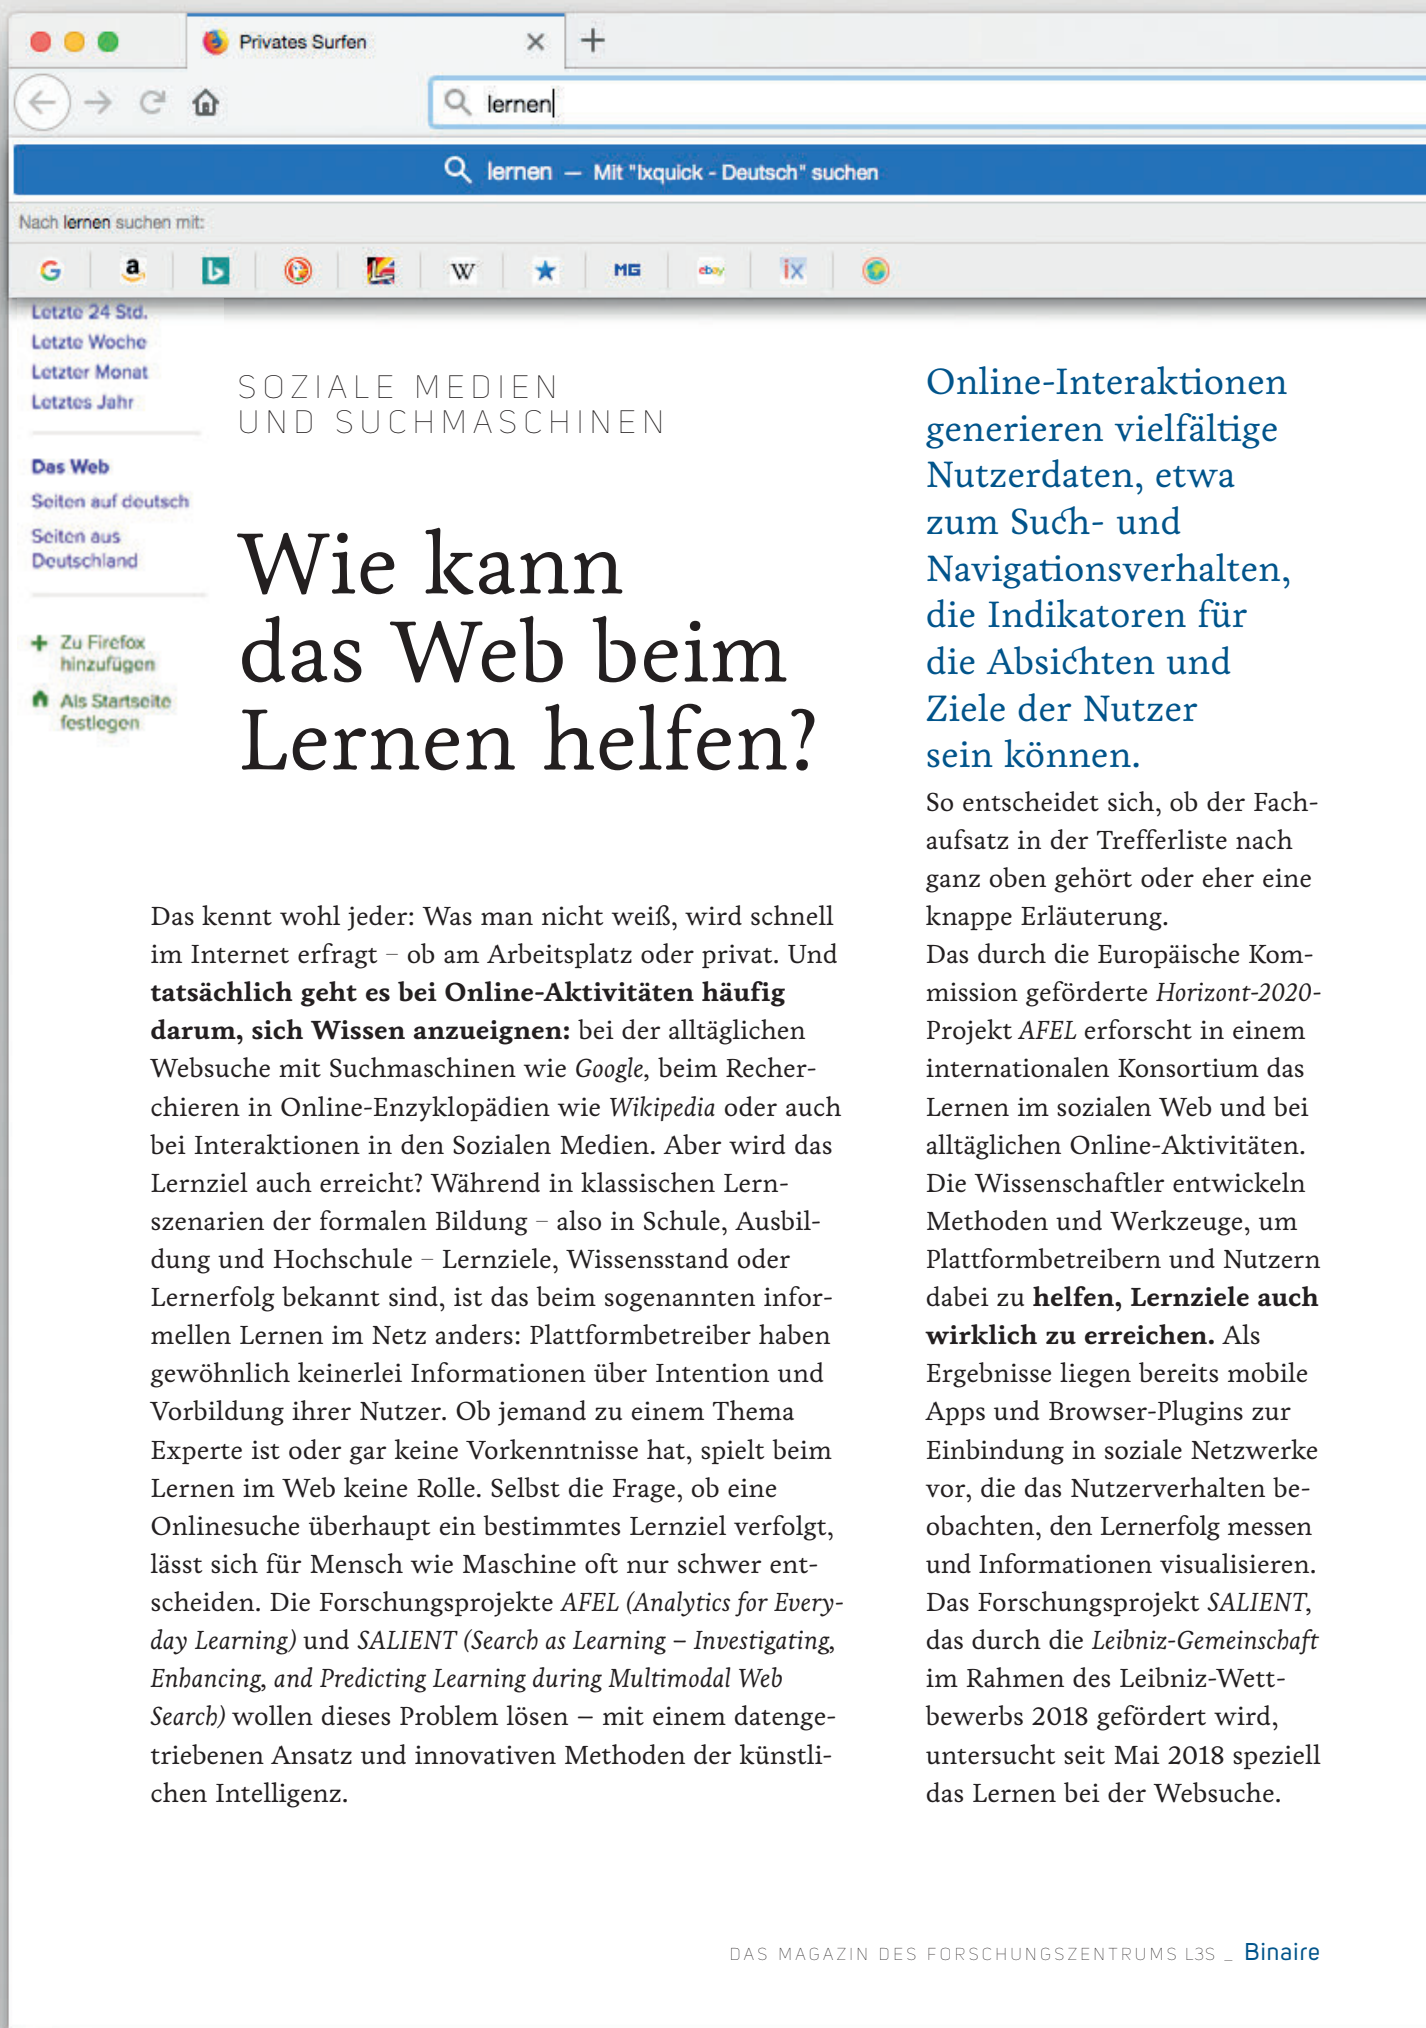 Privates Surfen
lernen
lernen — Mit "Ixquick - Deutsch" suchen
Nach lernen suchen mit:
G
a
b
W
MG
ebay
ix
Letzte 24 Std.
Letzte Woche
Letzter Monat
Letztes Jahr
Das Web
Seiten auf deutsch
Seiten aus
Deutschland
+ Zu Firefox
hinzufügen
Als Startseite
festlegen
SOZIALE MEDIEN
UND SUCHMASCHINEN
Wie kann
das Web beim
Lernen helfen?
Das kennt wohl jeder: Was man nicht weiß, wird schnell
im Internet erfragt – ob am Arbeitsplatz oder privat. Und
tatsächlich geht es bei Online-Aktivitäten häufig
darum, sich Wissen anzueignen: bei der alltäglichen
Websuche mit Suchmaschinen wie Google, beim Recher-
chieren in Online-Enzyklopädien wie Wikipedia oder auch
bei Interaktionen in den Sozialen Medien. Aber wird das
Lernziel auch erreicht? Während in klassischen Lern-
szenarien der formalen Bildung – also in Schule, Ausbil-
dung und Hochschule – Lernziele, Wissensstand oder
Lernerfolg bekannt sind, ist das beim sogenannten infor-
mellen Lernen im Netz anders: Plattformbetreiber haben
gewöhnlich keinerlei Informationen über Intention und
Vorbildung ihrer Nutzer. Ob jemand zu einem Thema
Experte ist oder gar keine Vorkenntnisse hat, spielt beim
Lernen im Web keine Rolle. Selbst die Frage, ob eine
Onlinesuche überhaupt ein bestimmtes Lernziel verfolgt,
lässt sich für Mensch wie Maschine oft nur schwer ent-
scheiden. Die Forschungsprojekte AFEL (Analytics for Every-
day Learning) und SALIENT (Search as Learning – Investigating,
Enhancing, and Predicting Learning during Multimodal Web
Search) wollen dieses Problem lösen – mit einem datenge-
triebenen Ansatz und innovativen Methoden der künstli-
chen Intelligenz.
Online-Interaktionen
generieren vielfältige
Nutzerdaten, etwa
zum Such- und
Navigationsverhalten,
die Indikatoren für
die Absichten und
Ziele der Nutzer
sein können.
So entscheidet sich, ob der Fach-
aufsatz in der Trefferliste nach
ganz oben gehört oder eher eine
knappe Erläuterung.
Das durch die Europäische Kom-
mission geförderte Horizont-2020-
Projekt AFEL erforscht in einem
internationalen Konsortium das
Lernen im sozialen Web und bei
alltäglichen Online-Aktivitäten.
Die Wissenschaftler entwickeln
Methoden und Werkzeuge, um
Plattformbetreibern und Nutzern
dabei zu helfen, Lernziele auch
wirklich zu erreichen. Als
Ergebnisse liegen bereits mobile
Apps und Browser-Plugins zur
Einbindung in soziale Netzwerke
vor, die das Nutzerverhalten be-
obachten, den Lernerfolg messen
und Informationen visualisieren.
Das Forschungsprojekt SALIENT,
das durch die Leibniz-Gemeinschaft
im Rahmen des Leibniz-Wett-
bewerbs 2018 gefördert wird,
untersucht seit Mai 2018 speziell
das Lernen bei der Websuche.
DAS MAGAZIN DES FORSCHUNGSZENTRUMS L3S _ Binaire